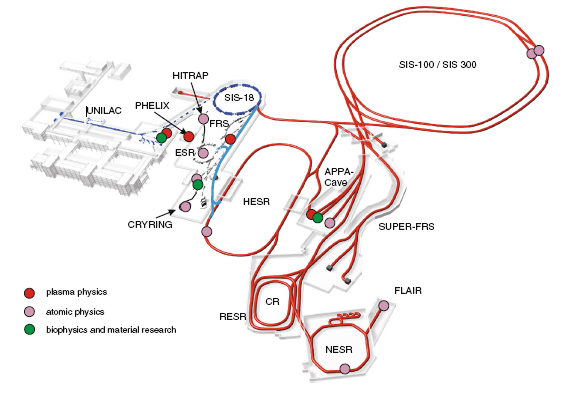 HITRAP
SIS-100 / SIS 300
SIS-18
UNILAC
PHELIX
FRS
ESR
APPA-
Cave
HESR
CRYRING
SUPER-FRS
plasma physics
atomic physics
biophysics and material research
CR
RESR
FLAIR
NESR